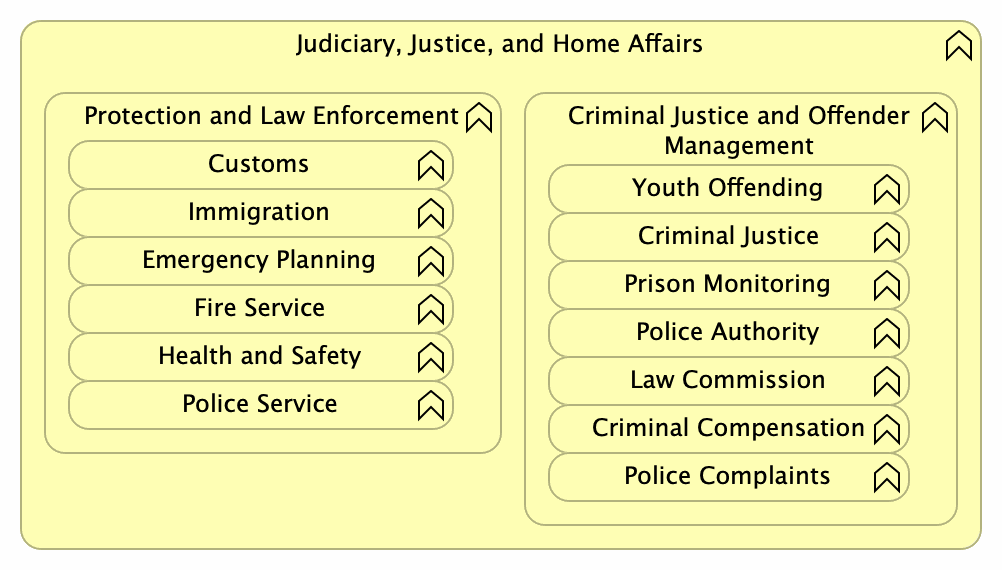 Judiciary, Justice, and Home Affairs
Protection and Law Enforcement
Customs
Immigration
Emergency Planning
Fire Service
Health and Safety
Police Service
Criminal Justice and Offender
Management
Youth Offending
Criminal Justice
Prison Monitoring
Police Authority
Law Commission
Criminal Compensation
Police Complaints